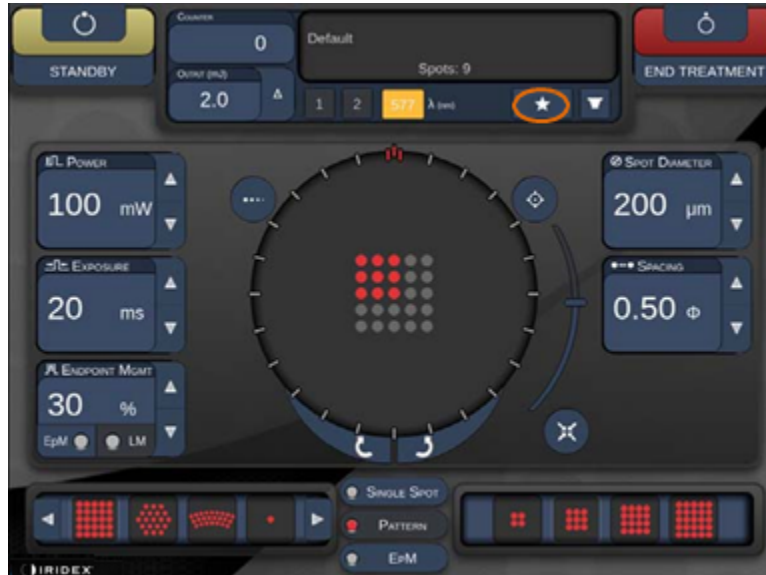 COUNTER
0
Default
STANDBY
OUTPUT (mJ)
Spots: 9
END TREATMENT
2.0
1 2 577 λ (nm)
POWER
100 mW
SPOT DIAMETER
200 μm
EXPOSURE
20 ms
SPACING
0.50 Φ
ENDPOINT MGMT
30 %
EpM LM
SINGLE SPOT
PATTERN
EPM
IRIDEX